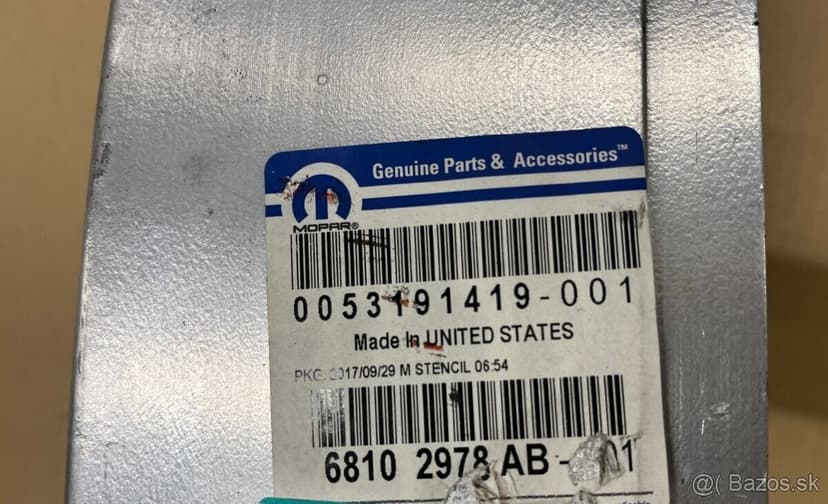 Genuine Parts & Accessories™
MOPAR®
0053191419-001
Made In UNITED STATES
PKG. 2017/09/29 M STENCIL 06:54
6810 2978 AB - 01
@( Bazos.sk